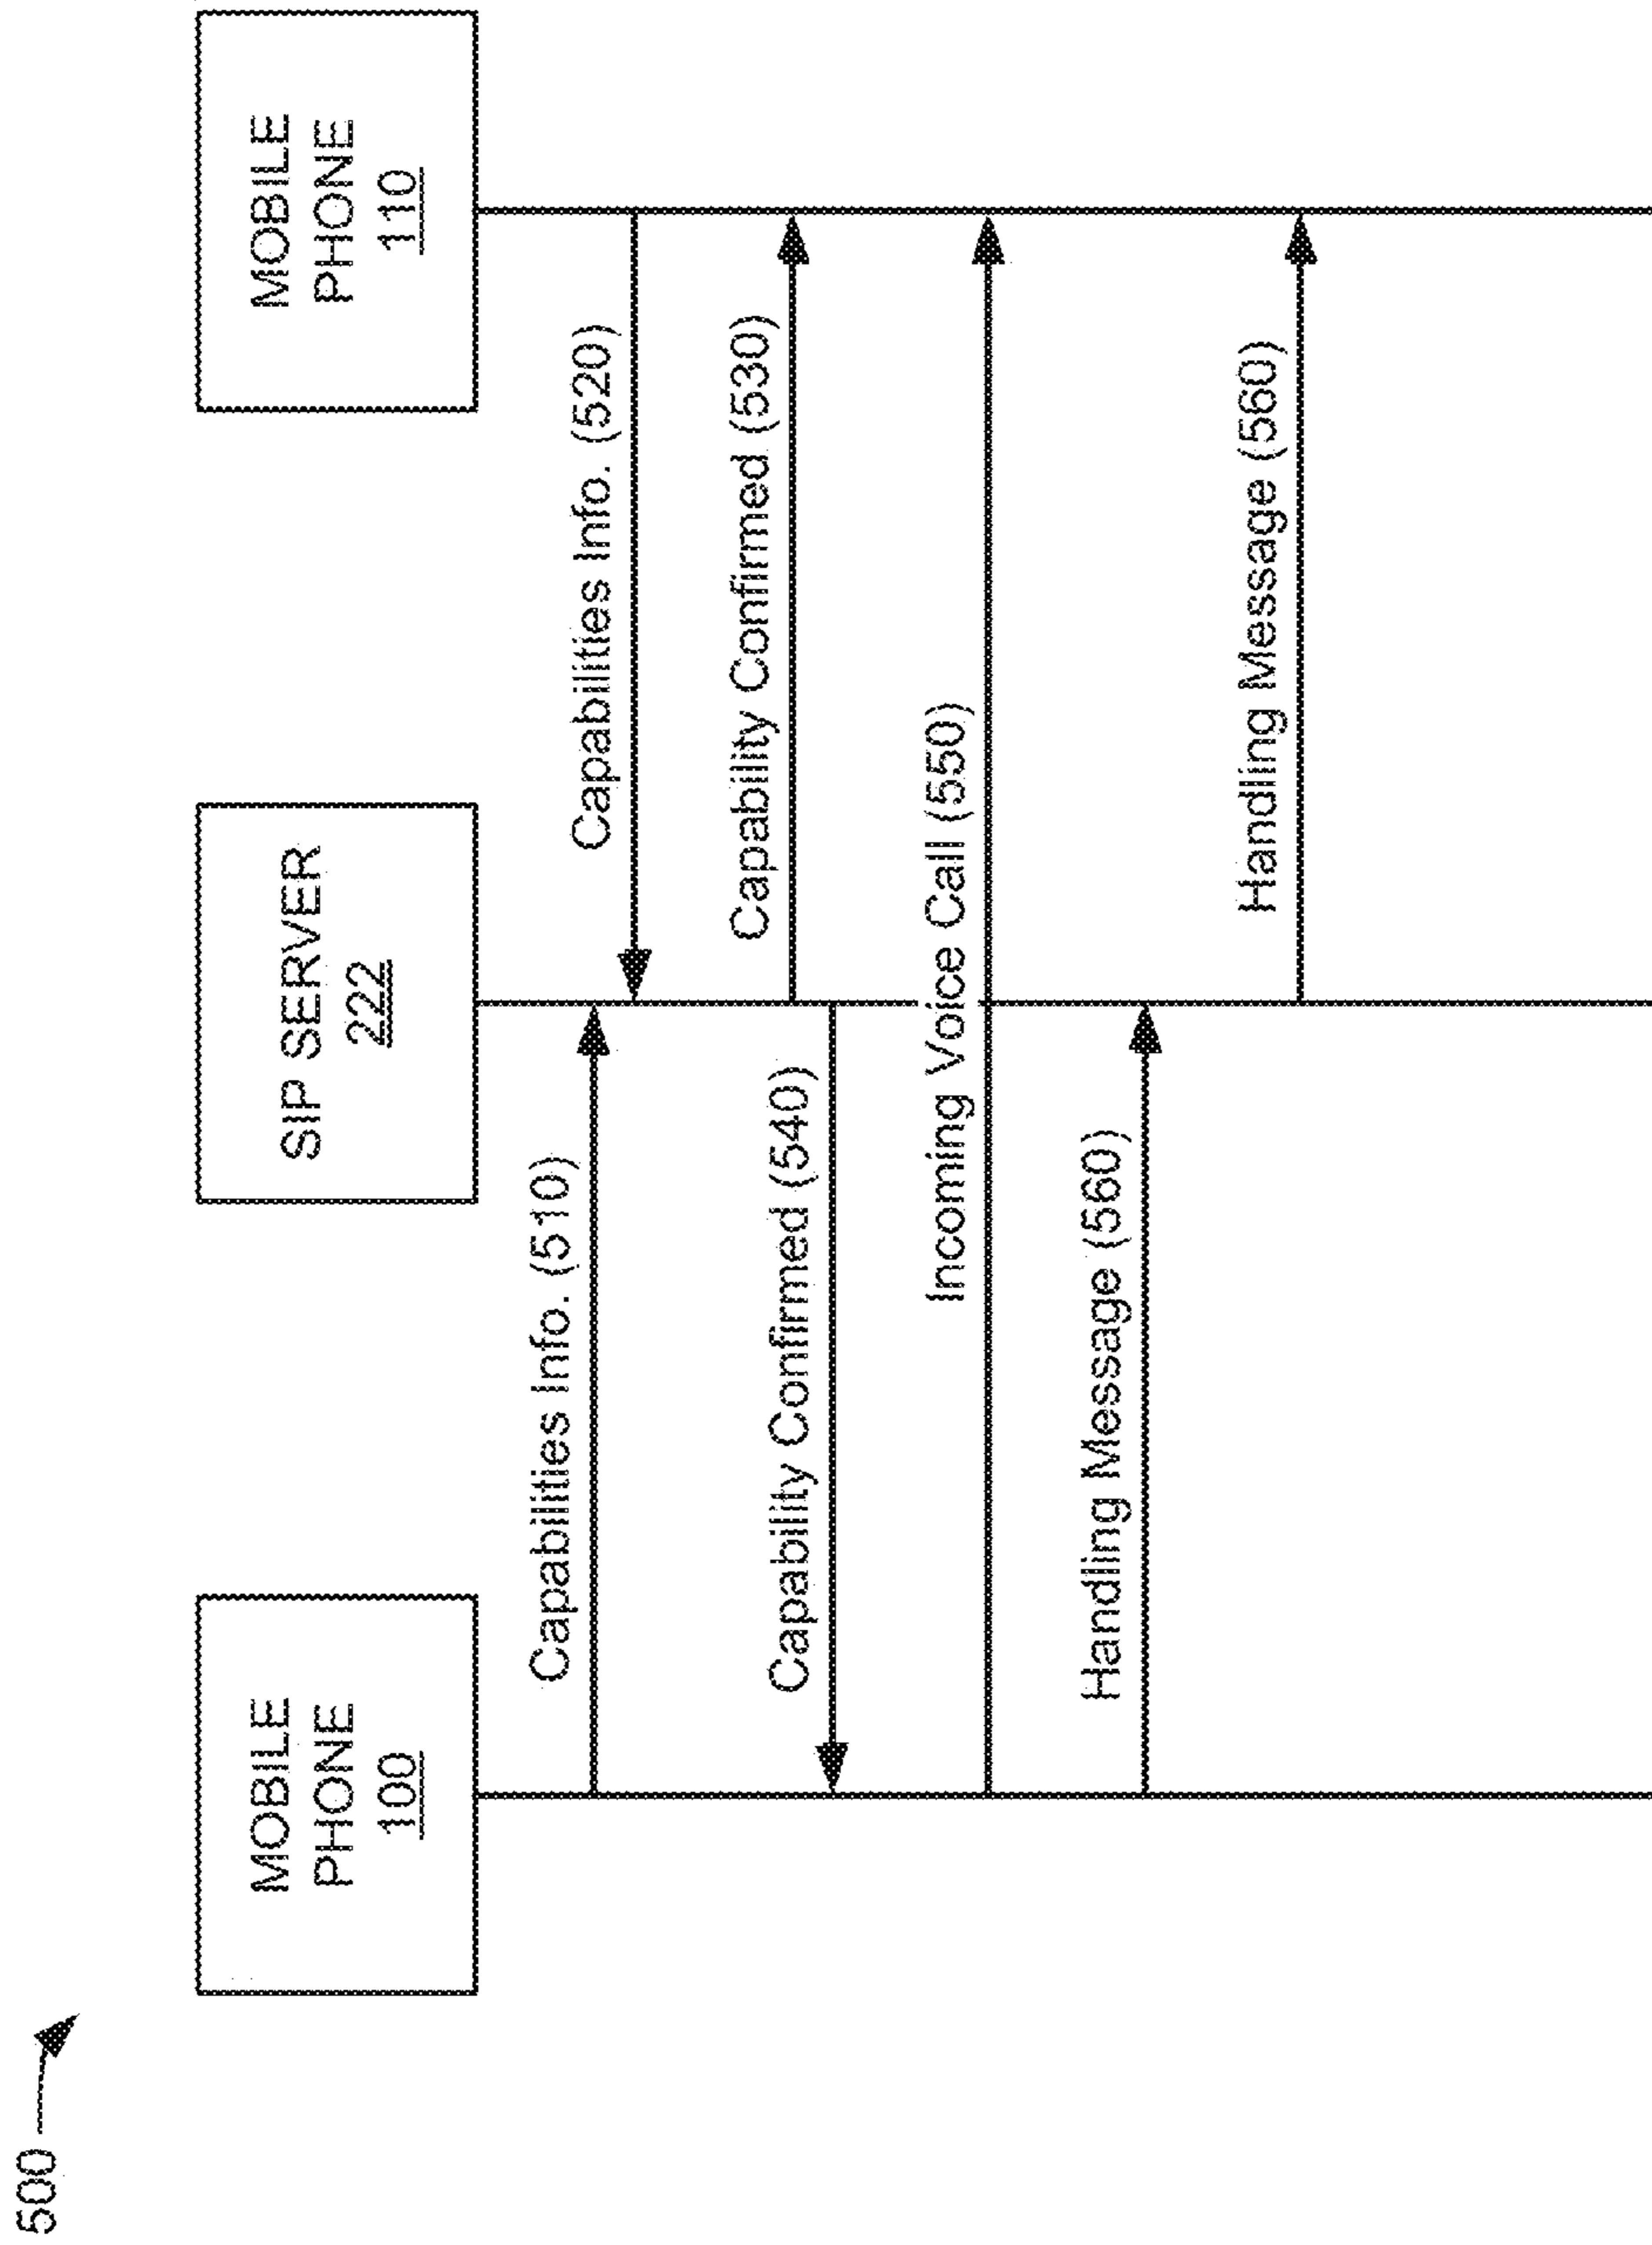 500
MOBILE
PHONE
100
SIP SERVER
222
MOBILE
PHONE
110
Capabilities Info. (510)
Capabilities Info. (520)
Capability Confirmed (530)
Capability Confirmed (540)
Incoming Voice Call (550)
Handling Message (560)
Handling Message (560)